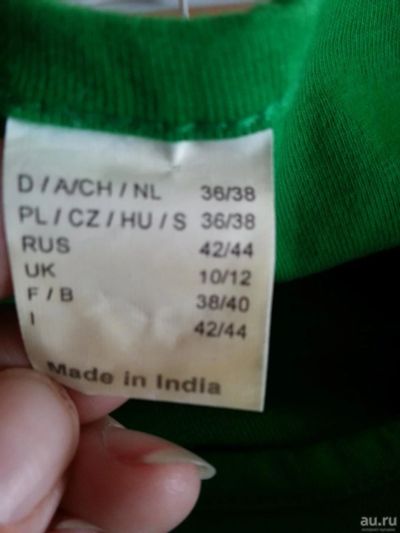 D / A/CH / NL 36/38
PL / CZ / HU / S 36/38
RUS 42/44
UK 10/12
F / B 38/40
I 42/44
Made in India
au.ru